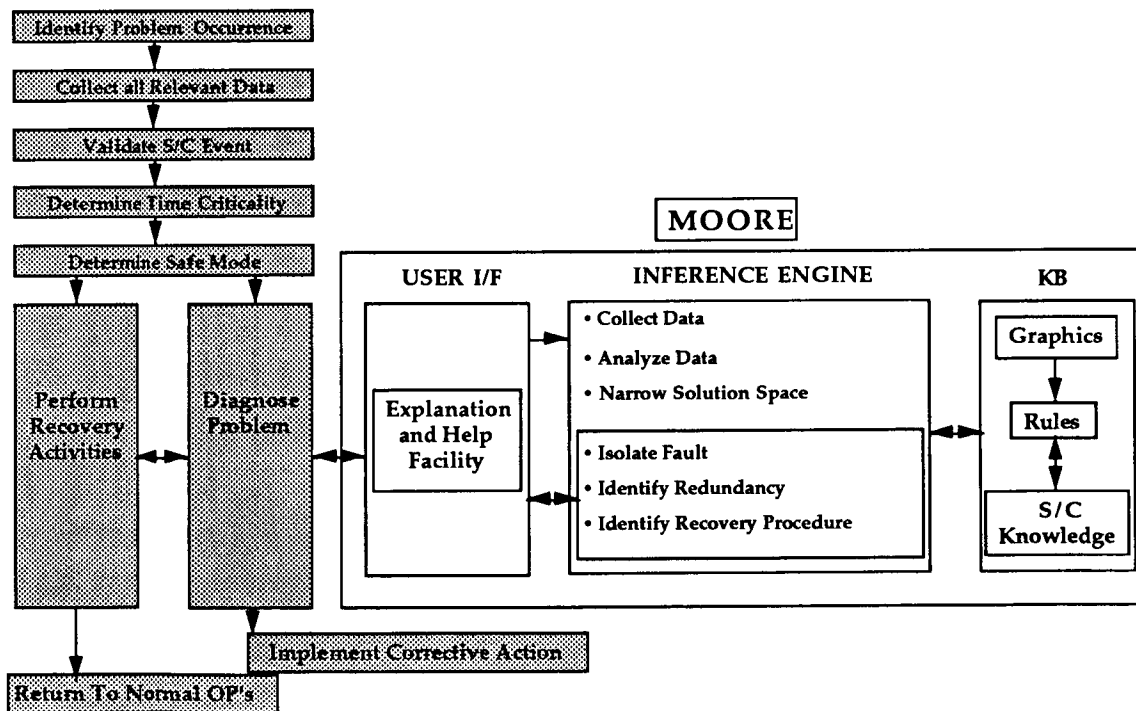 Identify Problem Occurrence
Collect all Relevant Data
Validate S/C Event
Determine Time Criticality
Determine Safe Mode
Perform
Recovery
Activities
Diagnose
Problem
Implement Corrective Action
Return To Normal OP's
MOORE
USER I/F
Explanation
and Help
Facility
INFERENCE ENGINE
• Collect Data
• Analyze Data
• Narrow Solution Space
• Isolate Fault
• Identify Redundancy
• Identify Recovery Procedure
KB
Graphics
Rules
S/C
Knowledge